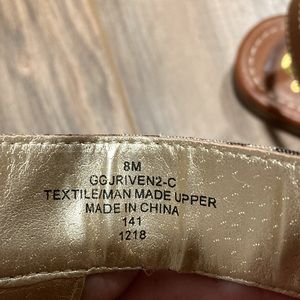 8M
GGJRIVEN2-C
TEXTILE/MAN MADE UPPER
MADE IN CHINA
141
1218